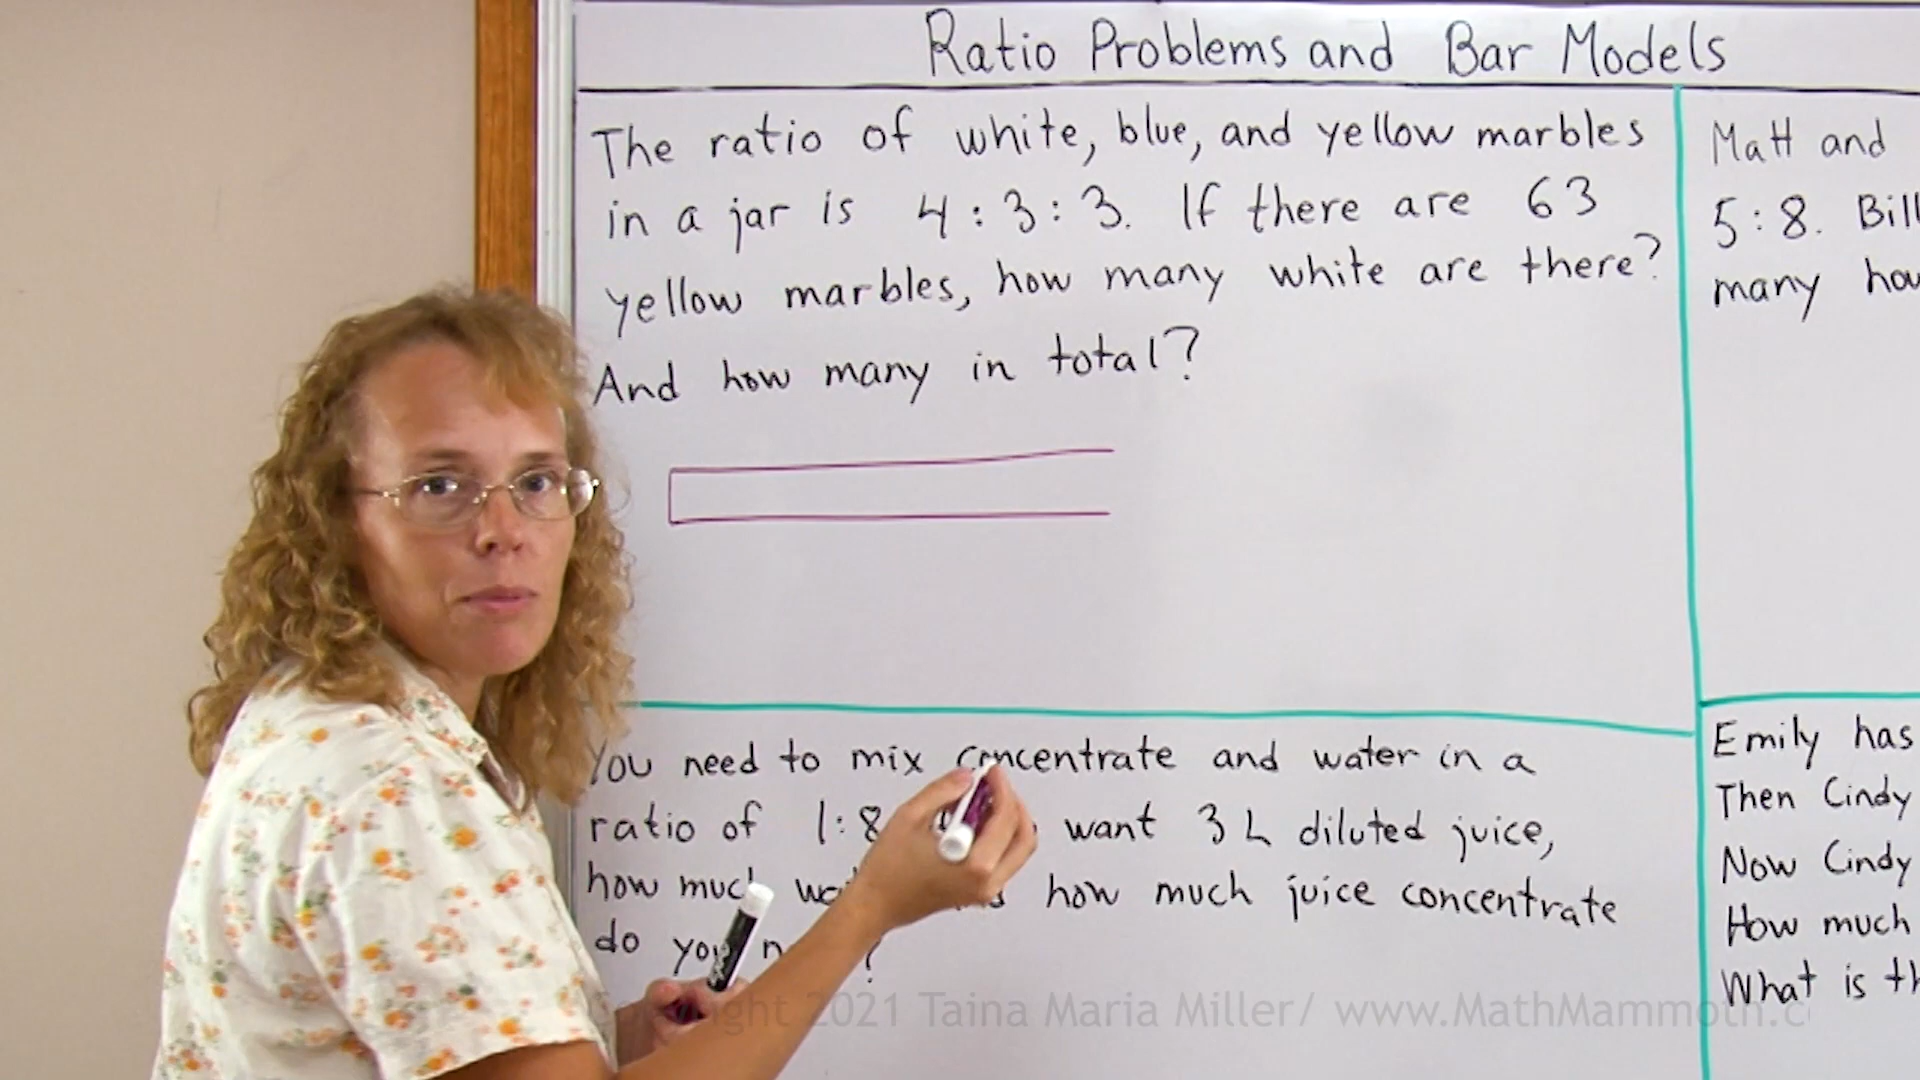 Ratio Problems and Bar Models
The ratio of white, blue, and yellow marbles
in a jar is 4:3:3. If there are 63
yellow marbles, how many white are there?
And how many in total?
Matt and
5:8. Bill
many
You need to mix concentrate and water in a
ratio of 1:8 want 3 L diluted juice,
how much how much juice concentrate
do you ?
Emily has
Then Cindy
Now Cindy
How much
What is
Copyright 2021 Taina Maria Miller/ www.MathMammoth.c